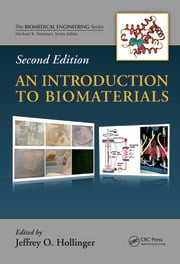 The BIOMEDICAL ENGINEERING Series
Michael R. Neuman, Series Editor
Second Edition
AN INTRODUCTION
TO BIOMATERIALS
Edited by
Jeffrey O. Hollinger
CRC Press